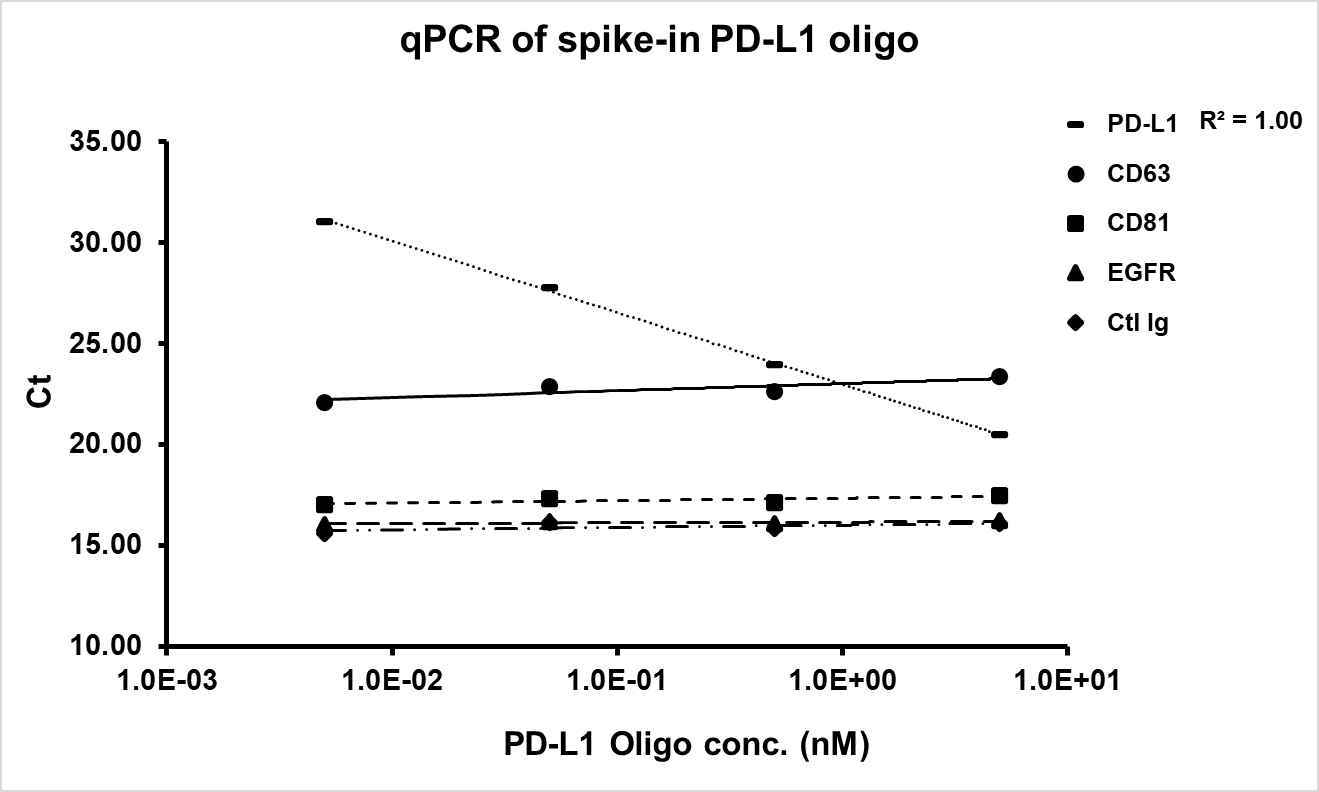 qPCR of spike-in PD-L1 oligo
PD-L1 R² = 1.00
CD63
CD81
EGFR
Ctl Ig
35.00
30.00
25.00
20.00
15.00
10.00
Ct
1.0E-03 1.0E-02 1.0E-01 1.0E+00 1.0E+01
PD-L1 Oligo conc. (nM)